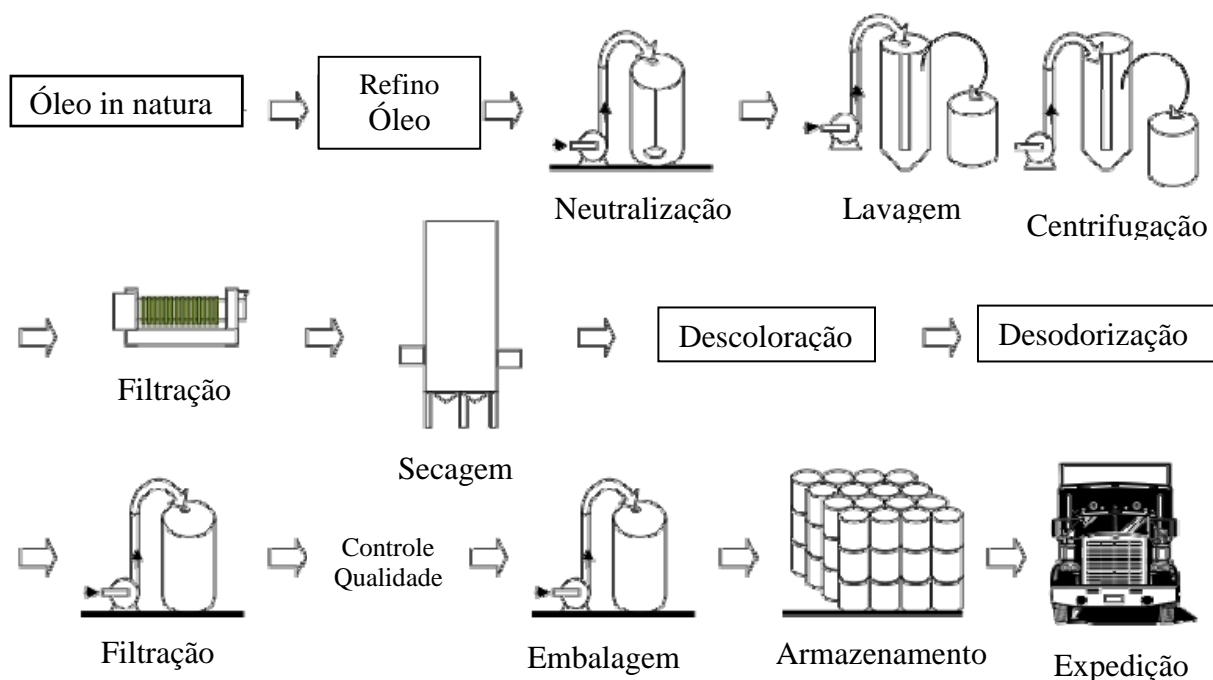 Óleo in natura
Refino
Óleo
Neutralização
Lavagem
Centrifugação
Filtração
Secagem
Descoloração
Desodorização
Filtração
Controle
Qualidade
Embalagem
Armazenamento
Expedição